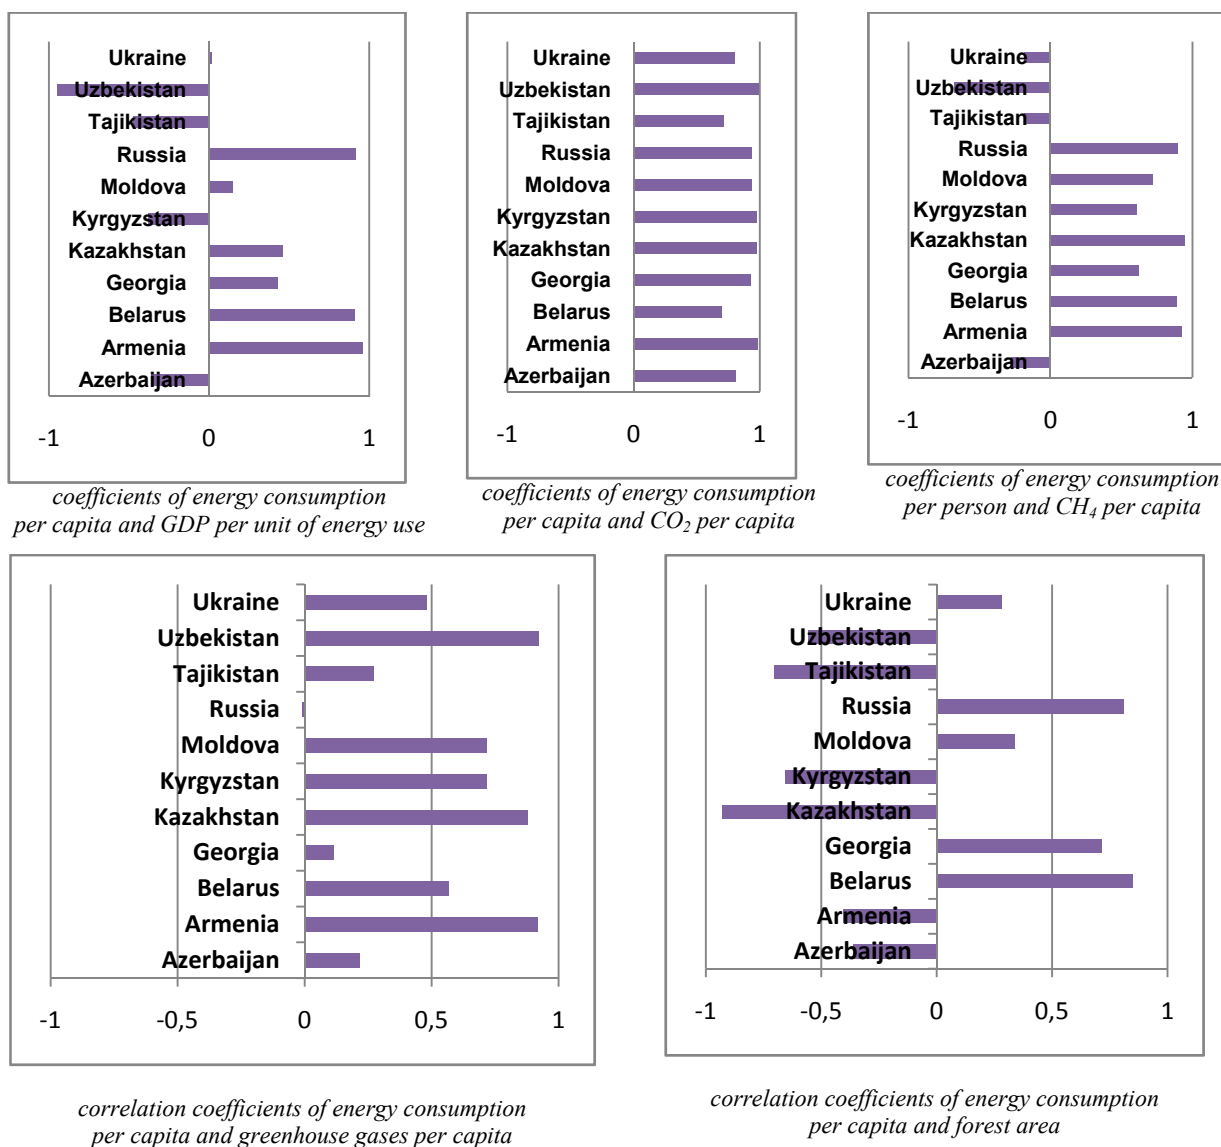 Ukraine
Uzbekistan
Tajikistan
Russia
Moldova
Kyrgyzstan
Kazakhstan
Georgia
Belarus
Armenia
Azerbaijan
-1 0 1
coefficients of energy consumption
per capita and GDP per unit of energy use
Ukraine
Uzbekistan
Tajikistan
Russia
Moldova
Kyrgyzstan
Kazakhstan
Georgia
Belarus
Armenia
Azerbaijan
-1 0 1
coefficients of energy consumption
per capita and CO2 per capita
Ukraine
Uzbekistan
Tajikistan
Russia
Moldova
Kyrgyzstan
Kazakhstan
Georgia
Belarus
Armenia
Azerbaijan
-1 0 1
coefficients of energy consumption
per person and CH4 per capita
Ukraine
Uzbekistan
Tajikistan
Russia
Moldova
Kyrgyzstan
Kazakhstan
Georgia
Belarus
Armenia
Azerbaijan
-1 -0,5 0 0,5 1
correlation coefficients of energy consumption
per capita and greenhouse gases per capita
Ukraine
Uzbekistan
Tajikistan
Russia
Moldova
Kyrgyzstan
Kazakhstan
Georgia
Belarus
Armenia
Azerbaijan
-1 -0,5 0 0,5 1
correlation coefficients of energy consumption
per capita and forest area